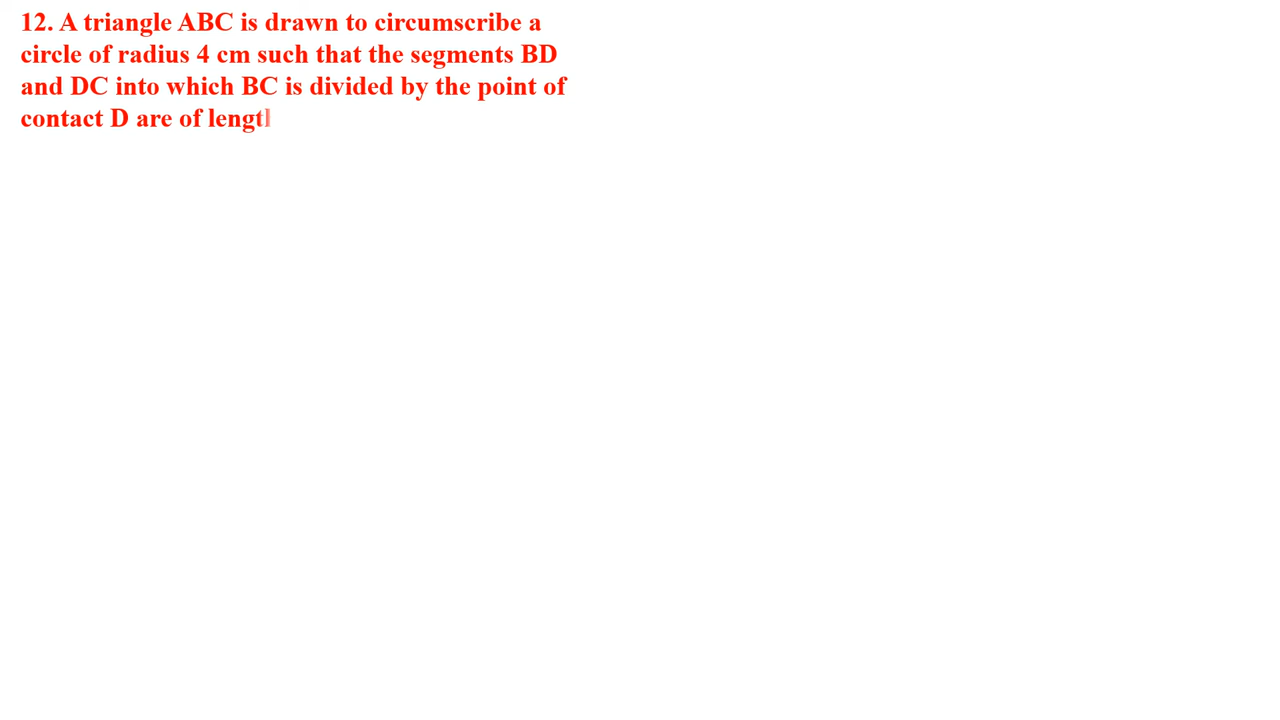 12. A triangle ABC is drawn to circumscribe a
circle of radius 4 cm such that the segments BD
and DC into which BC is divided by the point of
contact D are of lengtl